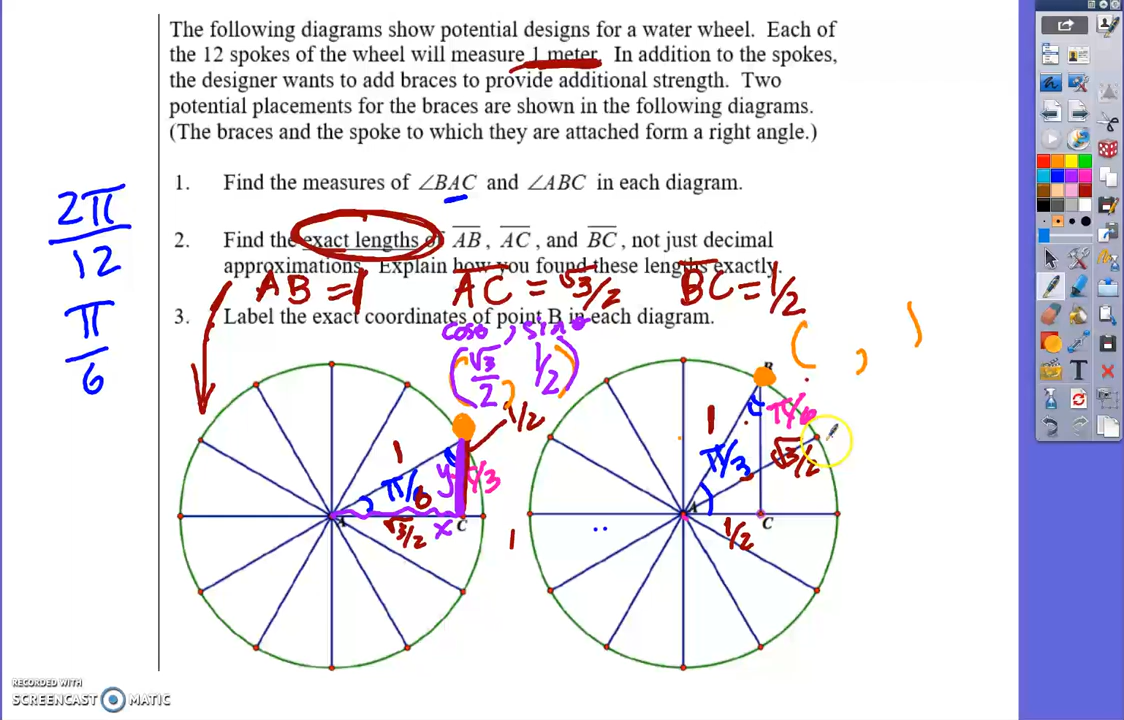 The following diagrams show potential designs for a water wheel. Each of
the 12 spokes of the wheel will measure 1 meter. In addition to the spokes,
the designer wants to add braces to provide additional strength. Two
potential placements for the braces are shown in the following diagrams.
(The braces and the spoke to which they are attached form a right angle.)
1. Find the measures of ∠BAC and ∠ABC in each diagram.
2π
12
2. Find the exact lengths of AB, AC, and BC, not just decimal
approximations. Explain how you found these lengths exactly.
AB = 1 AC = √3/2 BC = 1/2
π
6
3. Label the exact coordinates of point B in each diagram.
cosθ, sinθ
(√3/2, 1/2)
( , )
1/2
B
1
π/6
y
π/3
A
√3/2
x
C
1
1
π/3
π/6
√3/2
A
1/2
C
RECORDED WITH
SCREENCAST MATIC
T